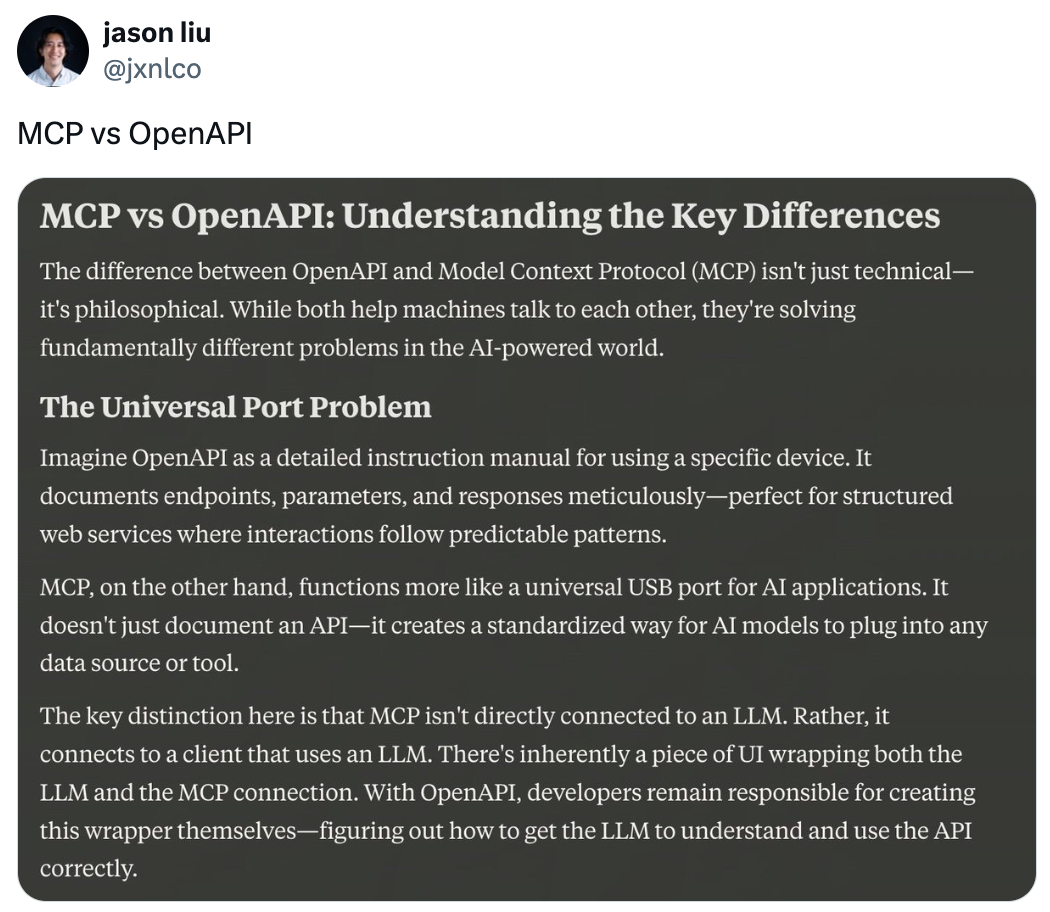 jason liu
@jxnlco
MCP vs OpenAPI
MCP vs OpenAPI: Understanding the Key Differences
The difference between OpenAPI and Model Context Protocol (MCP) isn't just technical—
it's philosophical. While both help machines talk to each other, they're solving
fundamentally different problems in the AI-powered world.
The Universal Port Problem
Imagine OpenAPI as a detailed instruction manual for using a specific device. It
documents endpoints, parameters, and responses meticulously—perfect for structured
web services where interactions follow predictable patterns.
MCP, on the other hand, functions more like a universal USB port for AI applications. It
doesn't just document an API—it creates a standardized way for AI models to plug into any
data source or tool.
The key distinction here is that MCP isn't directly connected to an LLM. Rather, it
connects to a client that uses an LLM. There's inherently a piece of UI wrapping both the
LLM and the MCP connection. With OpenAPI, developers remain responsible for creating
this wrapper themselves—figuring out how to get the LLM to understand and use the API
correctly.